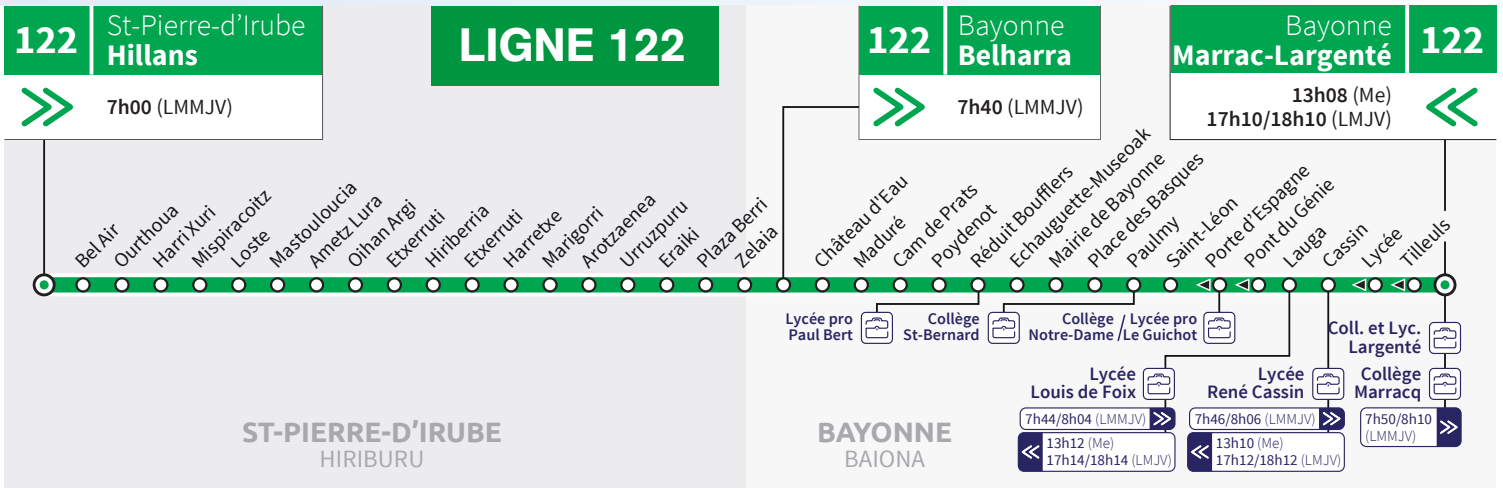 122
St-Pierre-d'Irube
Hillans
7h00 (LMMJV)
LIGNE 122
122
Bayonne
Belharra
7h40 (LMMJV)
Bayonne
Marrac-Largenté
122
13h08 (Me)
17h10/18h10 (LMJV)
Bel Air
Ourthoua
Harri Xuri
Mispiracoitz
Loste
Mastouloucia
Ametz Lura
Oihan Argi
Etxerruti
Hiriberria
Etxerruti
Harretxe
Marigorri
Arotzaenea
Urruzpuru
Eraiki
Plaza Berri
Zelaia
Château d'Eau
Maduré
Cam de Prats
Poydenot
Réduit Boufflers
Echauguette-Museoak
Mairie de Bayonne
Place des Basques
Paulmy
Saint-Léon
Porte d'Espagne
Pont du Génie
Lauga
Cassin
Lycée
Tilleuls
Lycée pro
Paul Bert
Collège
St-Bernard
Collège / Lycée pro
Notre-Dame /Le Guichot
Coll. et Lyc.
Largenté
Lycée
Louis de Foix
7h44/8h04 (LMMJV)
13h12 (Me)
17h14/18h14 (LMJV)
Lycée
René Cassin
7h46/8h06 (LMMJV)
13h10 (Me)
17h12/18h12 (LMJV)
Collège
Marracq
7h50/8h10
(LMMJV)
ST-PIERRE-D'IRUBE
HIRIBURU
BAYONNE
BAIONA